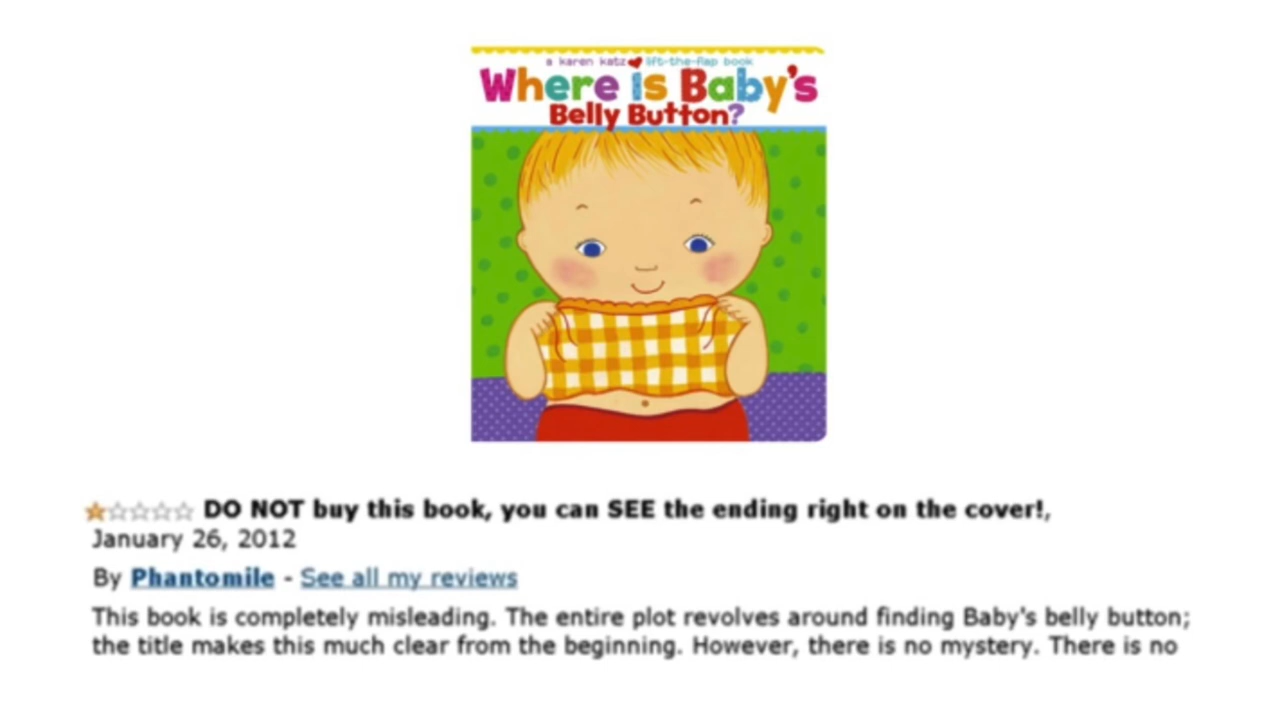 a karen katz lift-the-flap book
Where is Baby's
Belly Button?
DO NOT buy this book, you can SEE the ending right on the cover!,
January 26, 2012
By Phantomile - See all my reviews
This book is completely misleading. The entire plot revolves around finding Baby's belly button;
the title makes this much clear from the beginning. However, there is no mystery. There is no